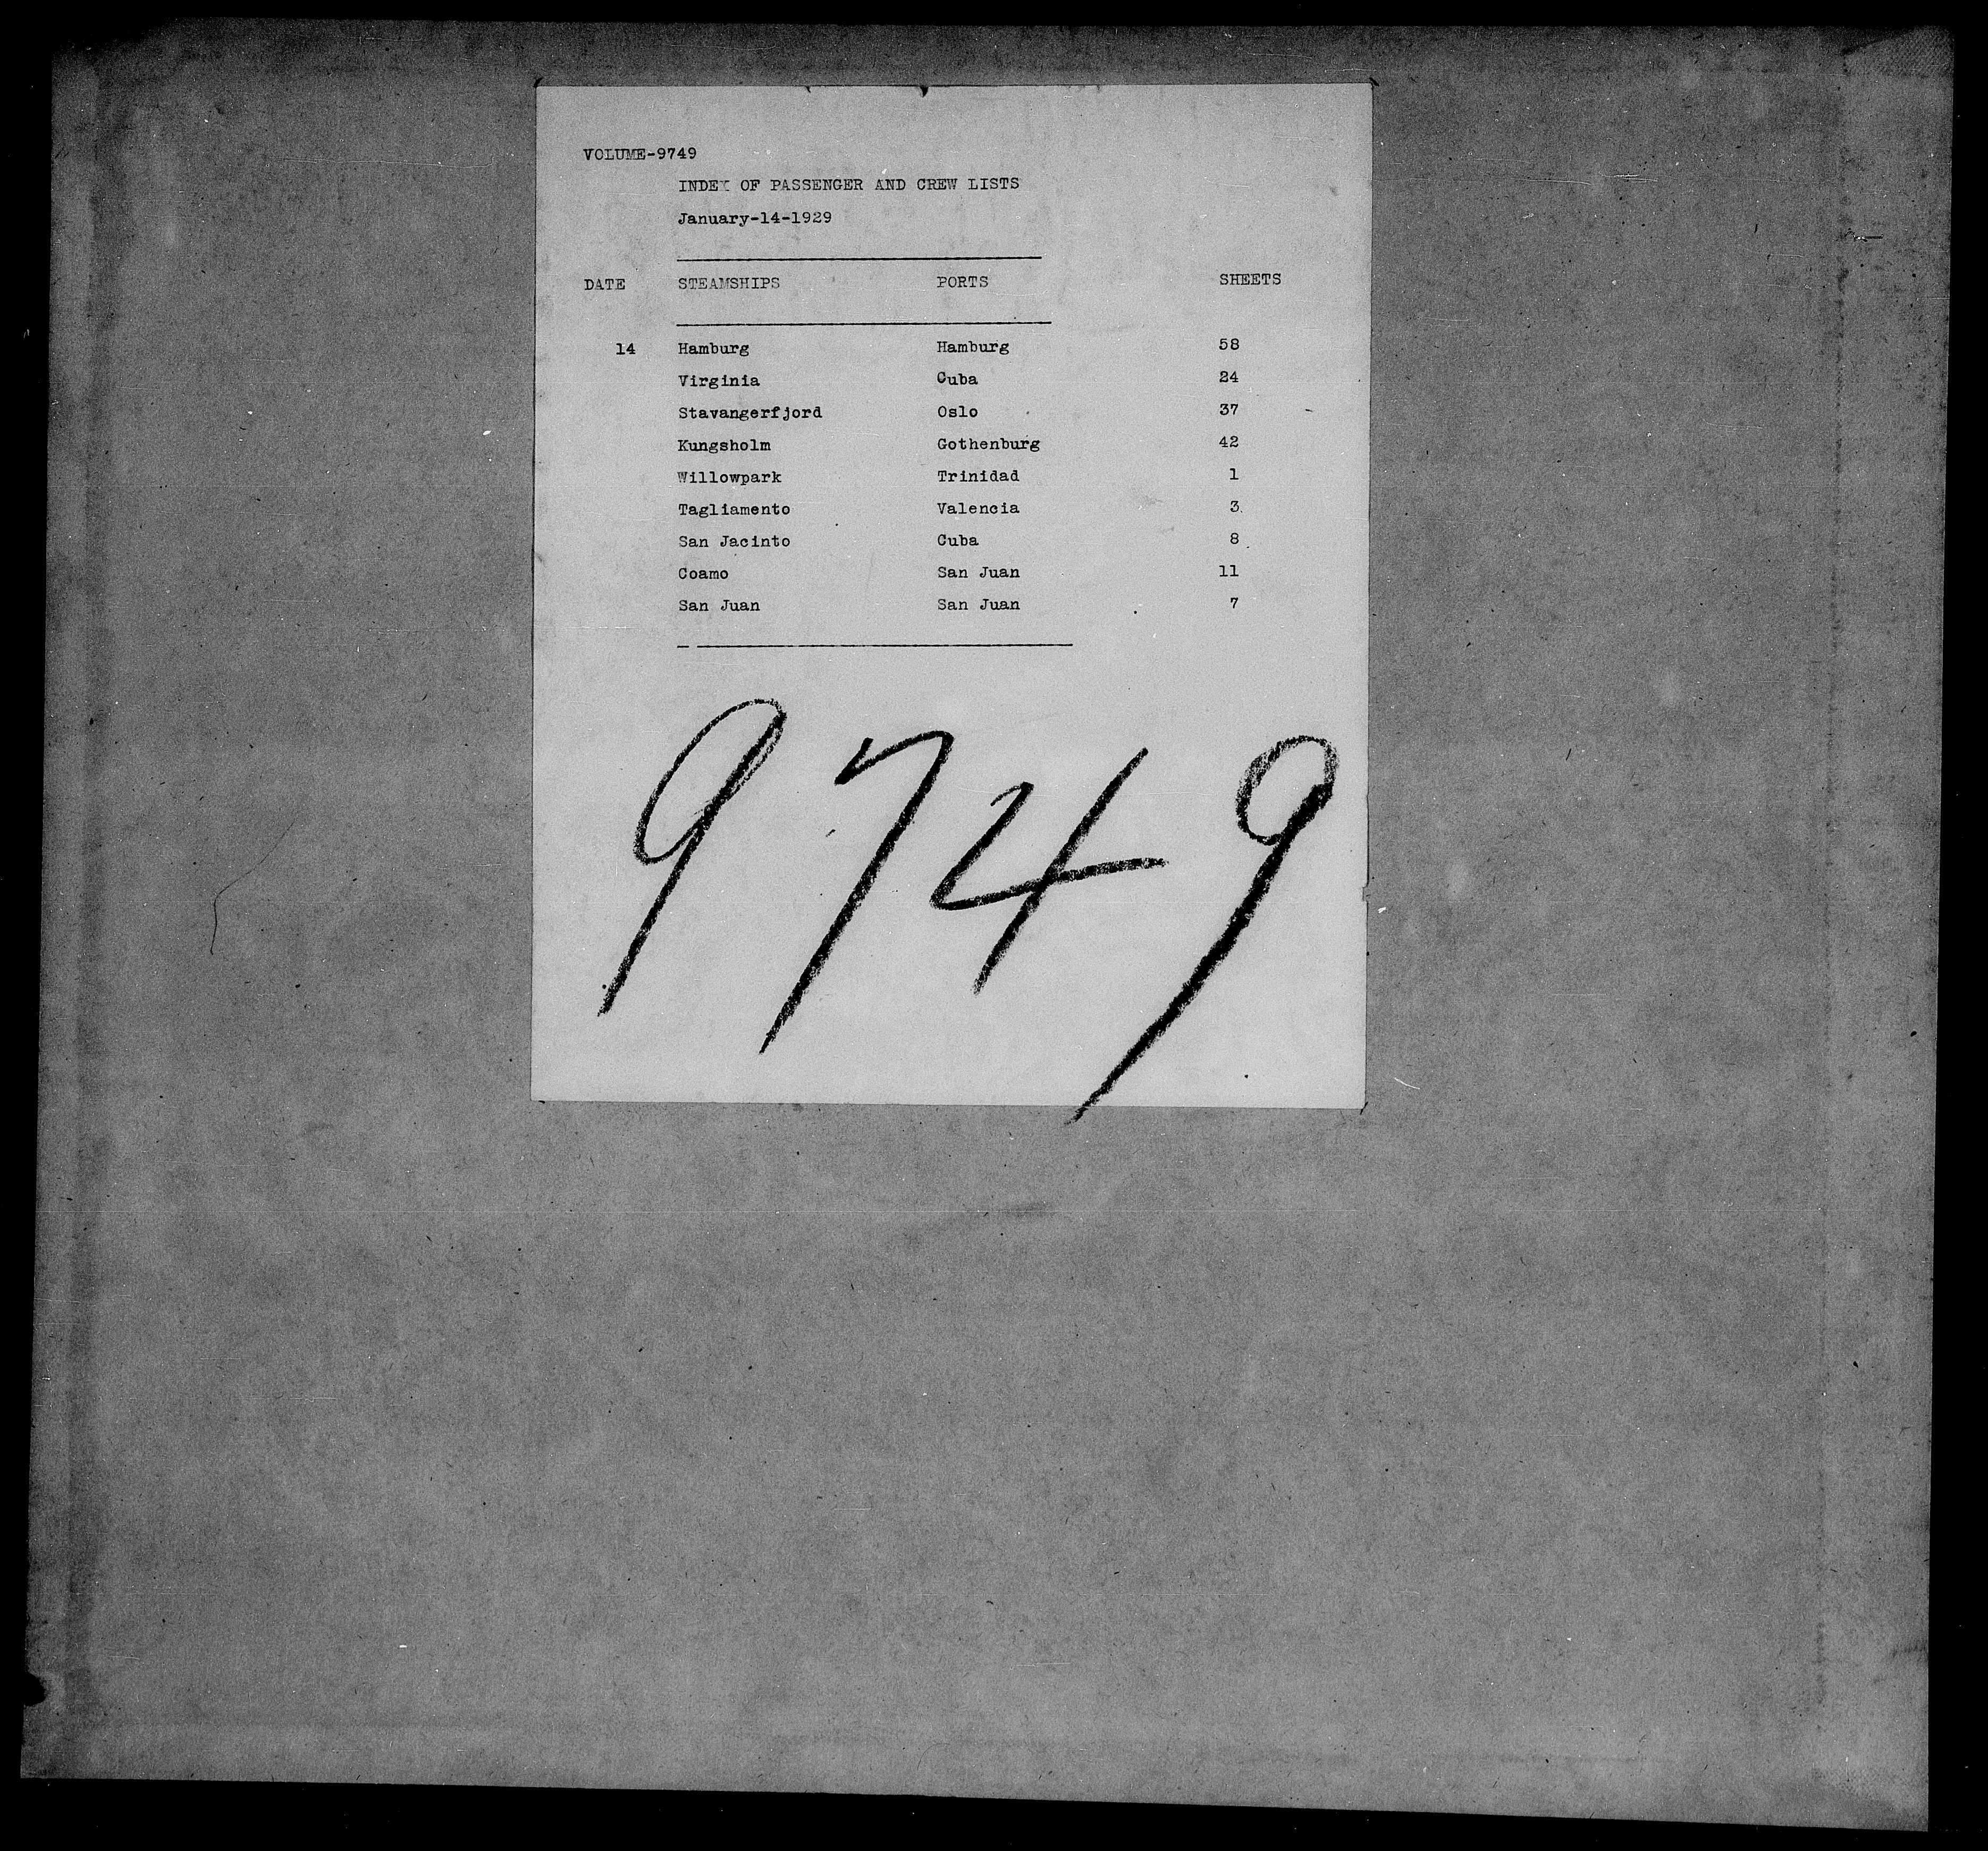 VOLUME-9749
INDEX OF PASSENGER AND CREW LISTS
January-14-1929
DATE STEAMSHIPS PORTS SHEETS
14 Hamburg Hamburg 58
Virginia Cuba 24
Stavangerfjord Oslo 37
Kungsholm Gothenburg 42
Willowpark Trinidad 1
Tagliamento Valencia 3
San Jacinto Cuba 8
Coamo San Juan 11
San Juan San Juan 7
9749